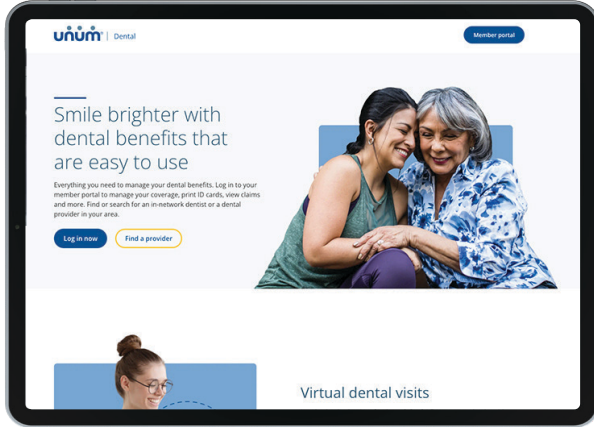 unum | Dental
Member portal
Smile brighter with
dental benefits that
are easy to use
Everything you need to manage your dental benefits. Log in to your
member portal to manage your coverage, print ID cards, view claims
and more. Find or search for an in-network dentist or a dental
provider in your area.
Log in now
Find a provider
Virtual dental visits